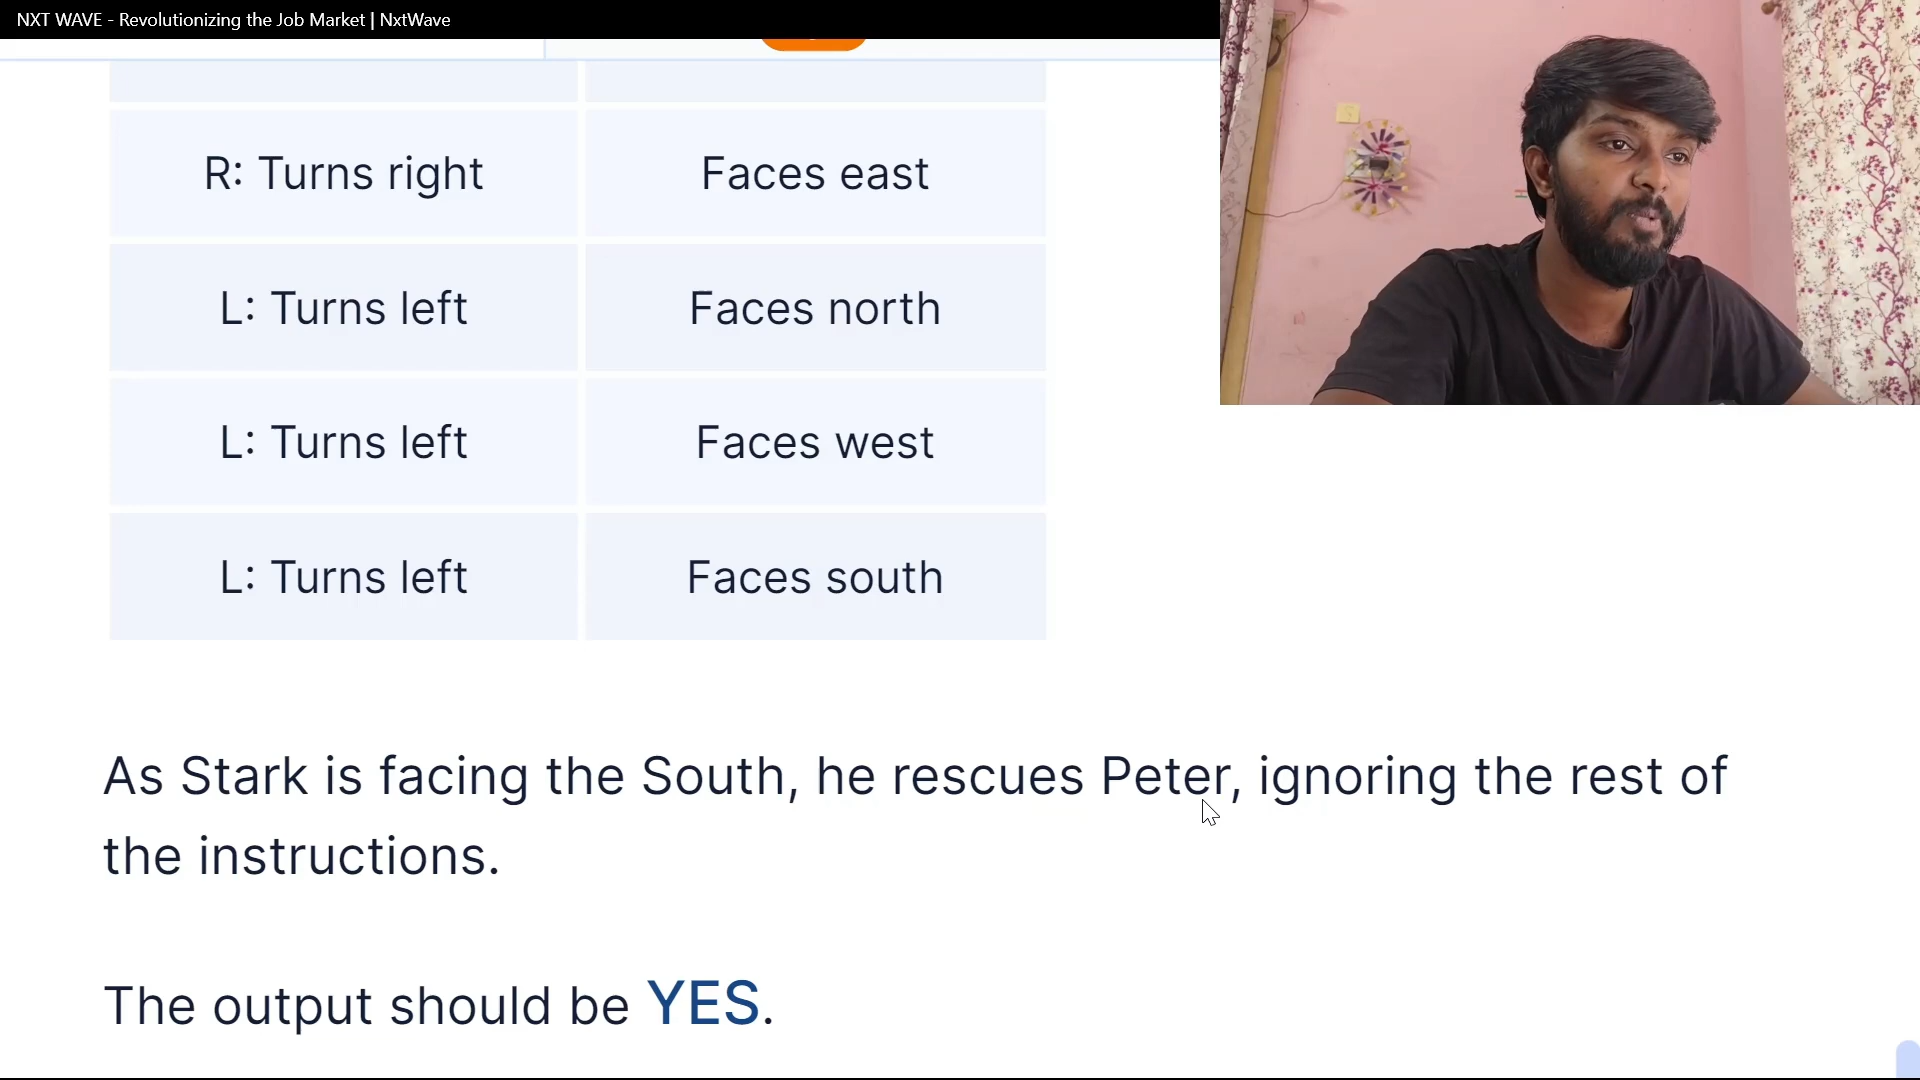 NXT WAVE - Revolutionizing the Job Market | NxtWave
R: Turns right
Faces east
L: Turns left
Faces north
L: Turns left
Faces west
L: Turns left
Faces south
As Stark is facing the South, he rescues Peter, ignoring the rest of
the instructions.
The output should be YES.